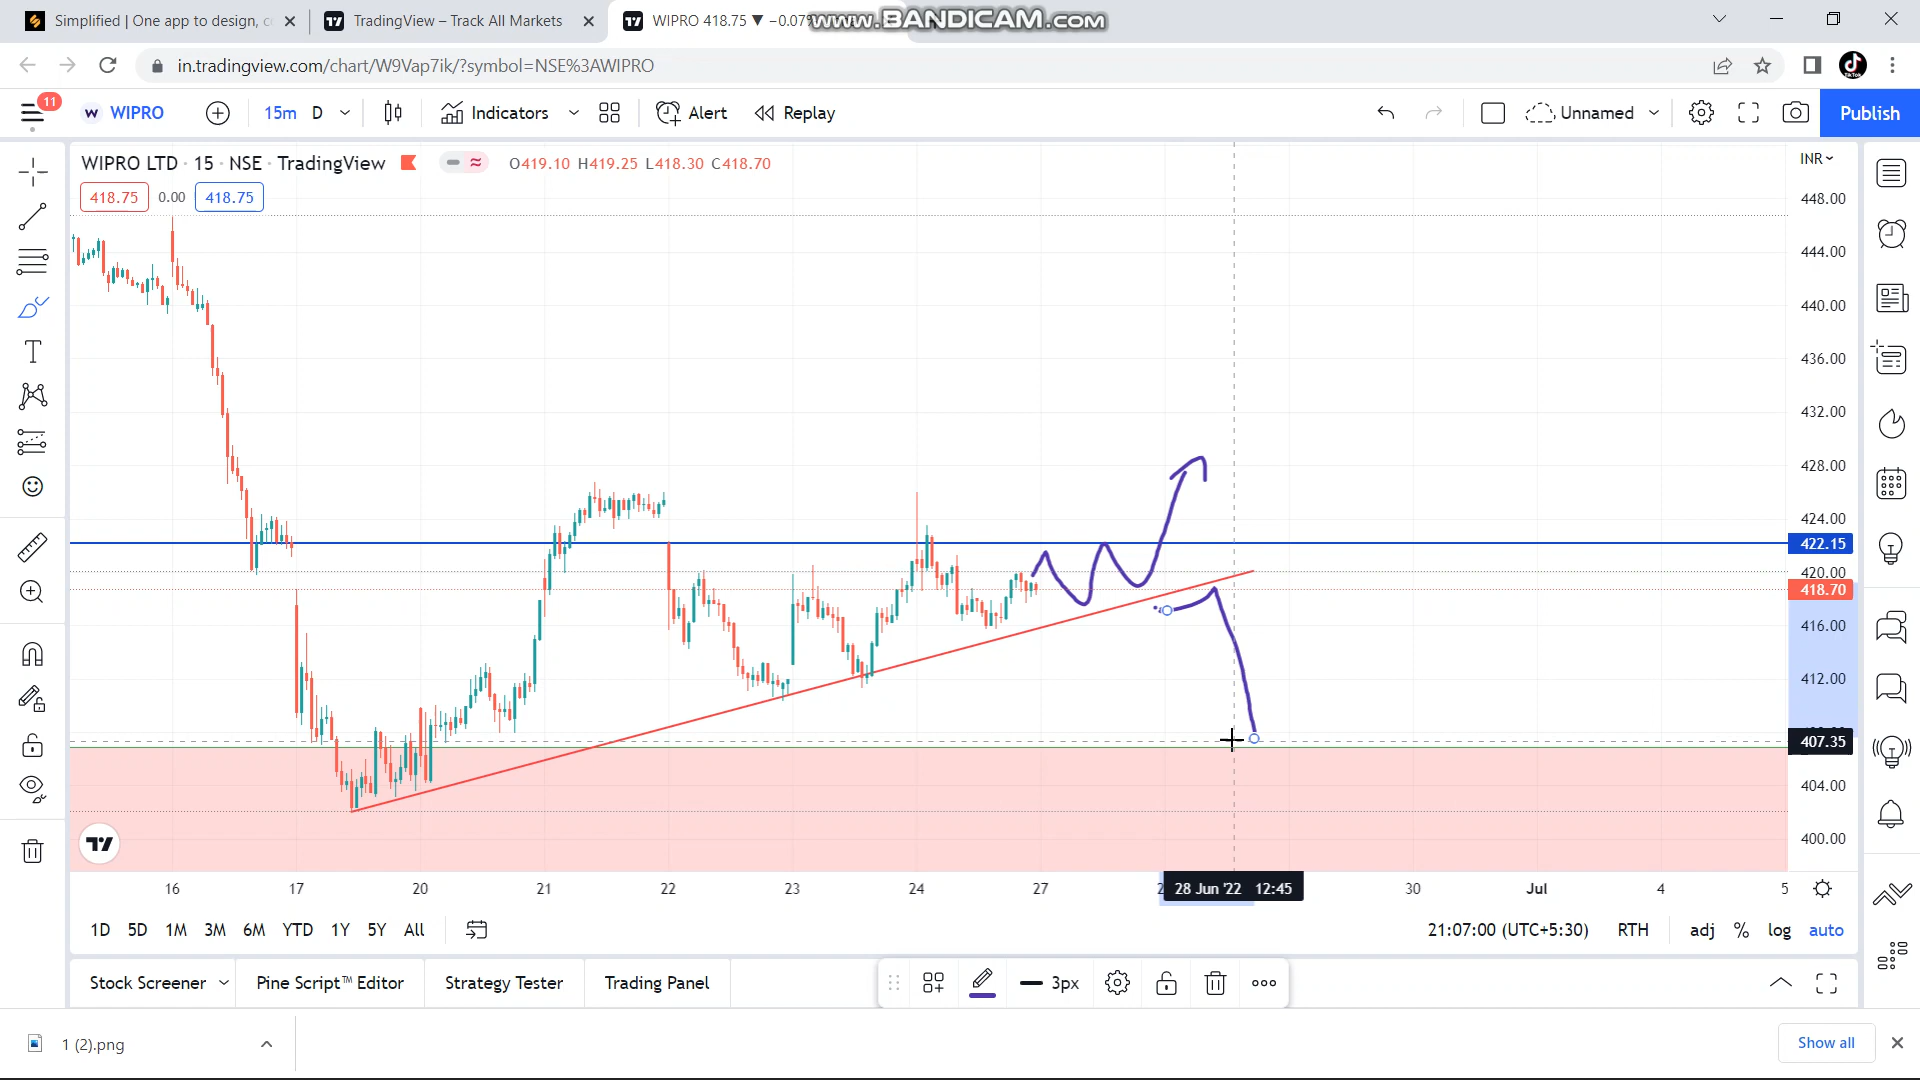 Simplified | One app to design, c
TradingView – Track All Markets
WIPRO 418.75 ▼ −0.07%
www.BANDICAM.com
in.tradingview.com/chart/W9Vap7ik/?symbol=NSE%3AWIPRO
11
WIPRO
15m
D
Indicators
Alert
Replay
Unnamed
Publish
WIPRO LTD · 15 · NSE · TradingView
O419.10 H419.25 L418.30 C418.70
INR
418.75
0.00
418.75
448.00
444.00
440.00
436.00
432.00
428.00
424.00
422.15
420.00
418.70
416.00
412.00
407.35
404.00
400.00
16
17
20
21
22
23
24
27
28 Jun '22 12:45
30
Jul
4
5
1D 5D 1M 3M 6M YTD 1Y 5Y All
21:07:00 (UTC+5:30)
RTH
adj
%
log
auto
Stock Screener
Pine Script™ Editor
Strategy Tester
Trading Panel
3px
1 (2).png
Show all